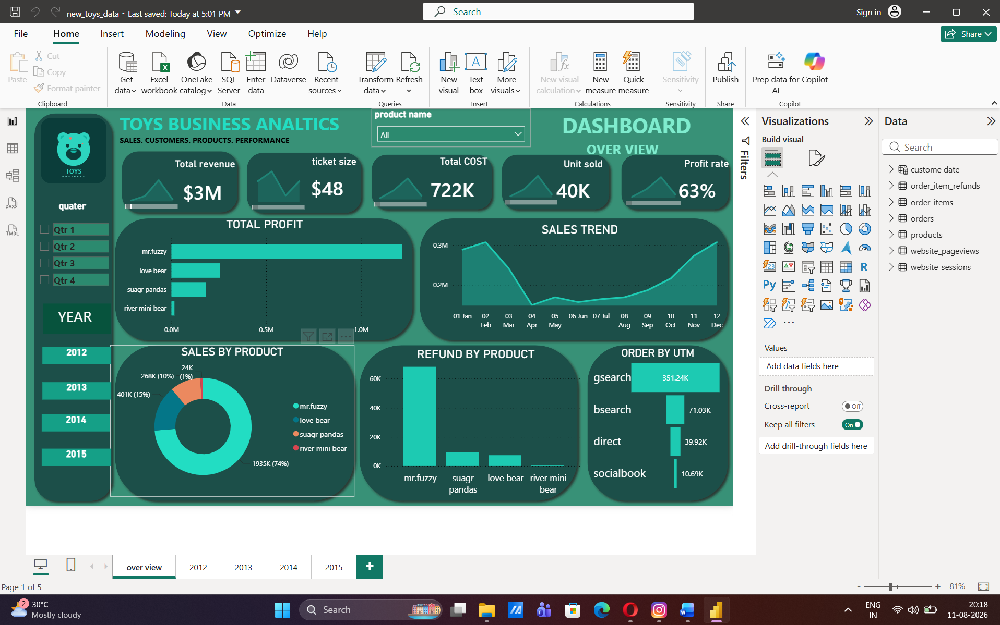 new_toys_data • Last saved: Today at 5:01 PM
Search
Sign in
File
Home
Insert
Modeling
View
Optimize
Help
Share
Paste
Cut
Copy
Format painter
Clipboard
Get data
Excel workbook
OneLake catalog
SQL Server
Enter data
Dataverse
Recent sources
Data
Transform data
Refresh
Queries
New visual
Text box
More visuals
Insert
New visual calculation
New measure
Quick measure
Calculations
Sensitivity
Sensitivity
Publish
Share
Prep data for AI
Copilot
Copilot
TOYS
BUSINESS
TOYS BUSINESS ANALTICS
SALES. CUSTOMERS. PRODUCTS. PERFORMANCE
product name
All
DASHBOARD
OVER VIEW
Total revenue
$3M
ticket size
$48
Total COST
722K
Unit sold
40K
Profit rate
63%
quater
Qtr 1
Qtr 2
Qtr 3
Qtr 4
YEAR
2012
2013
2014
2015
TOTAL PROFIT
mr.fuzzy
love bear
suagr pandas
river mini bear
0.0M
0.5M
1.0M
SALES TREND
0.3M
0.2M
01 Jan
02 Feb
03 Mar
04 Apr
05 May
06 Jun
07 Jul
08 Aug
09 Sep
10 Oct
11 Nov
12 Dec
SALES BY PRODUCT
24K (1%)
268K (10%)
401K (15%)
1935K (74%)
mr.fuzzy
love bear
suagr pandas
river mini bear
REFUND BY PRODUCT
60K
40K
20K
0K
mr.fuzzy
suagr pandas
love bear
river mini bear
ORDER BY UTM
gsearch
351.24K
bsearch
71.03K
direct
39.92K
socialbook
10.69K
Filters
Visualizations
Build visual
123
R
Py
Values
Add data fields here
Drill through
Cross-report
Off
Keep all filters
On
Add drill-through fields here
Data
Search
custome date
order_item_refunds
order_items
orders
products
website_pageviews
website_sessions
DAX
TMDL
over view
2012
2013
2014
2015
Page 1 of 5
81%
2
30°C
Mostly cloudy
Search
ENG
IN
20:18
11-08-2026